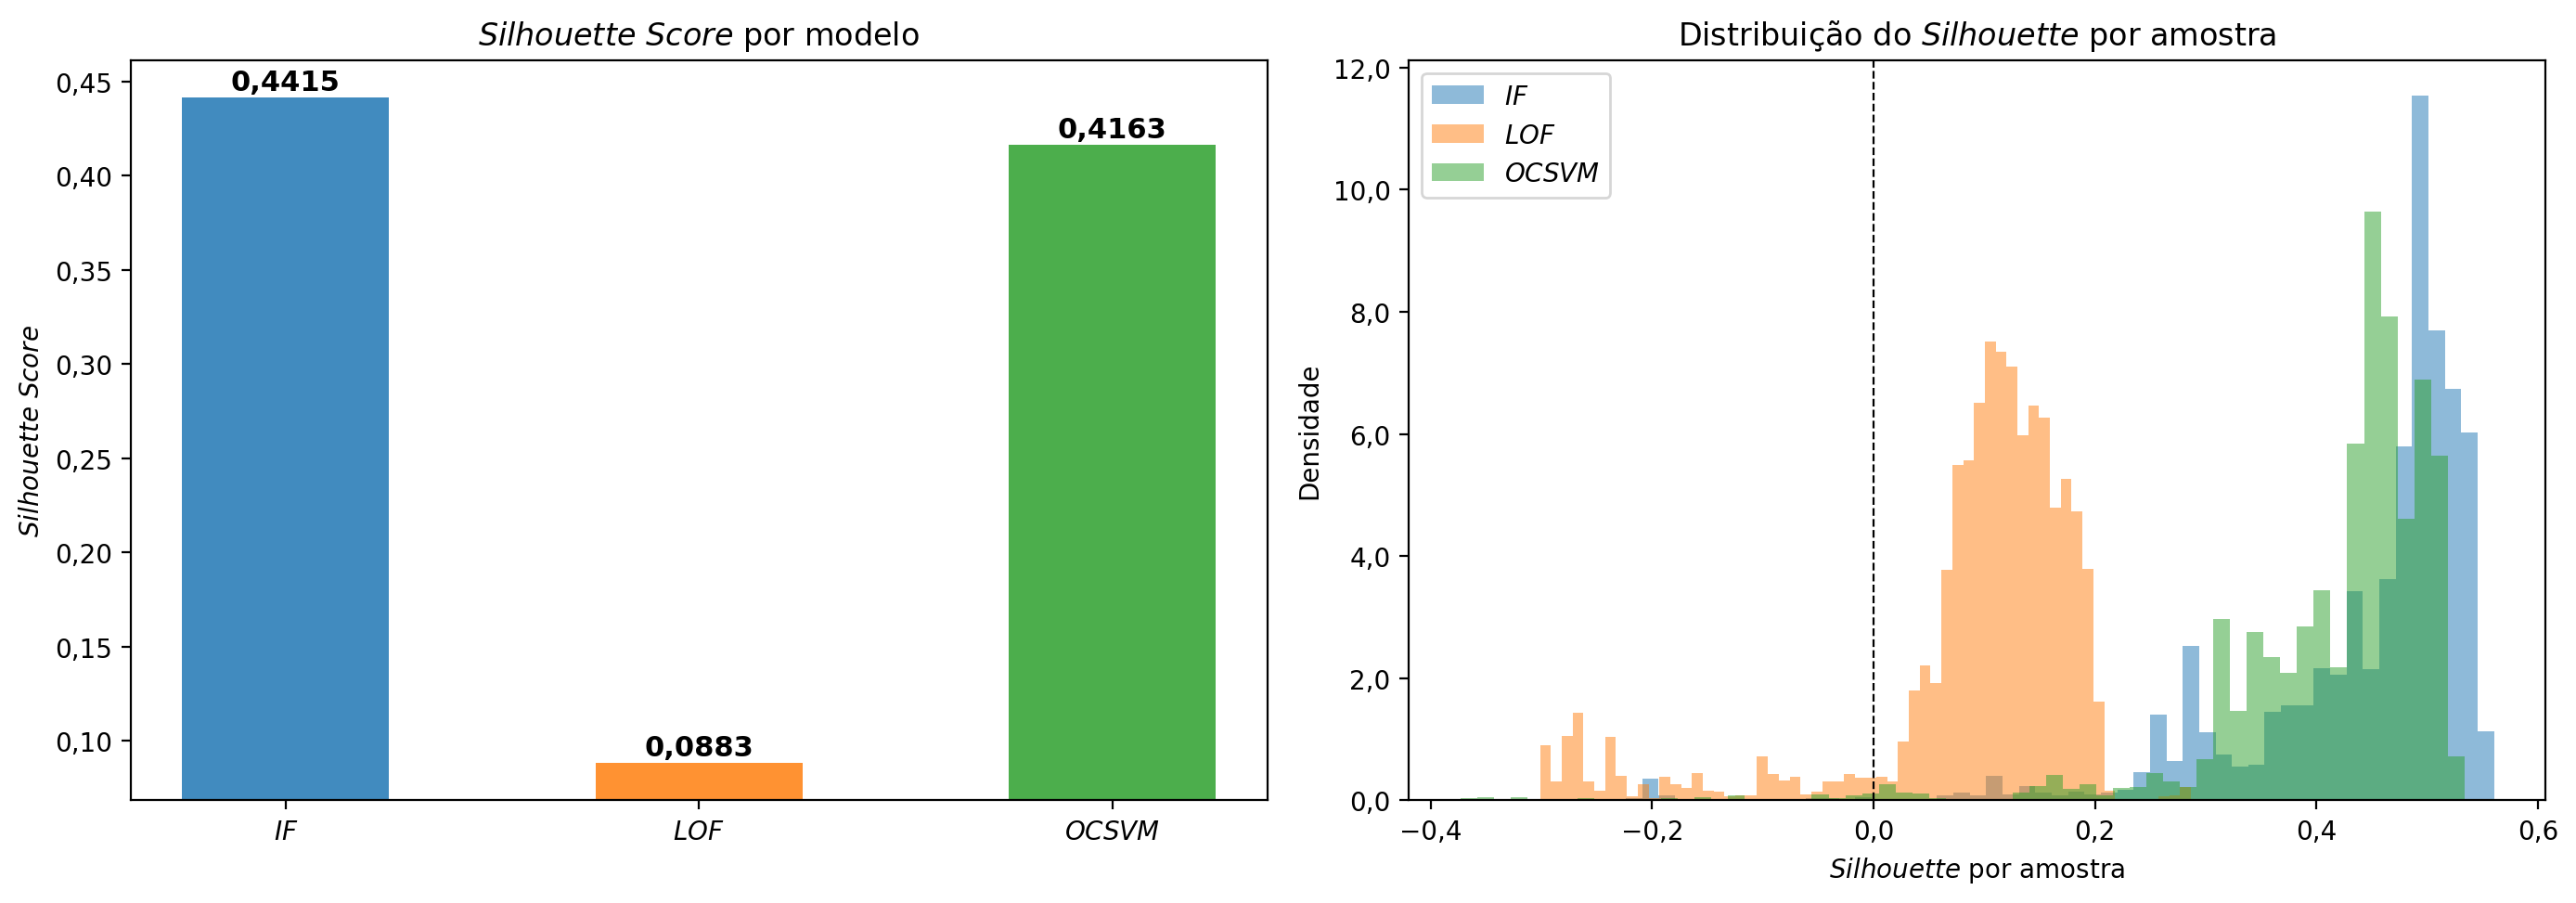 Silhouette Score por modelo
Silhouette Score
0,45
0,40
0,35
0,30
0,25
0,20
0,15
0,10
0,4415
0,0883
0,4163
IF
LOF
OCSVM
Distribuição do Silhouette por amostra
Densidade
12,0
10,0
8,0
6,0
4,0
2,0
0,0
IF
LOF
OCSVM
−0,4
−0,2
0,0
0,2
0,4
0,6
Silhouette por amostra